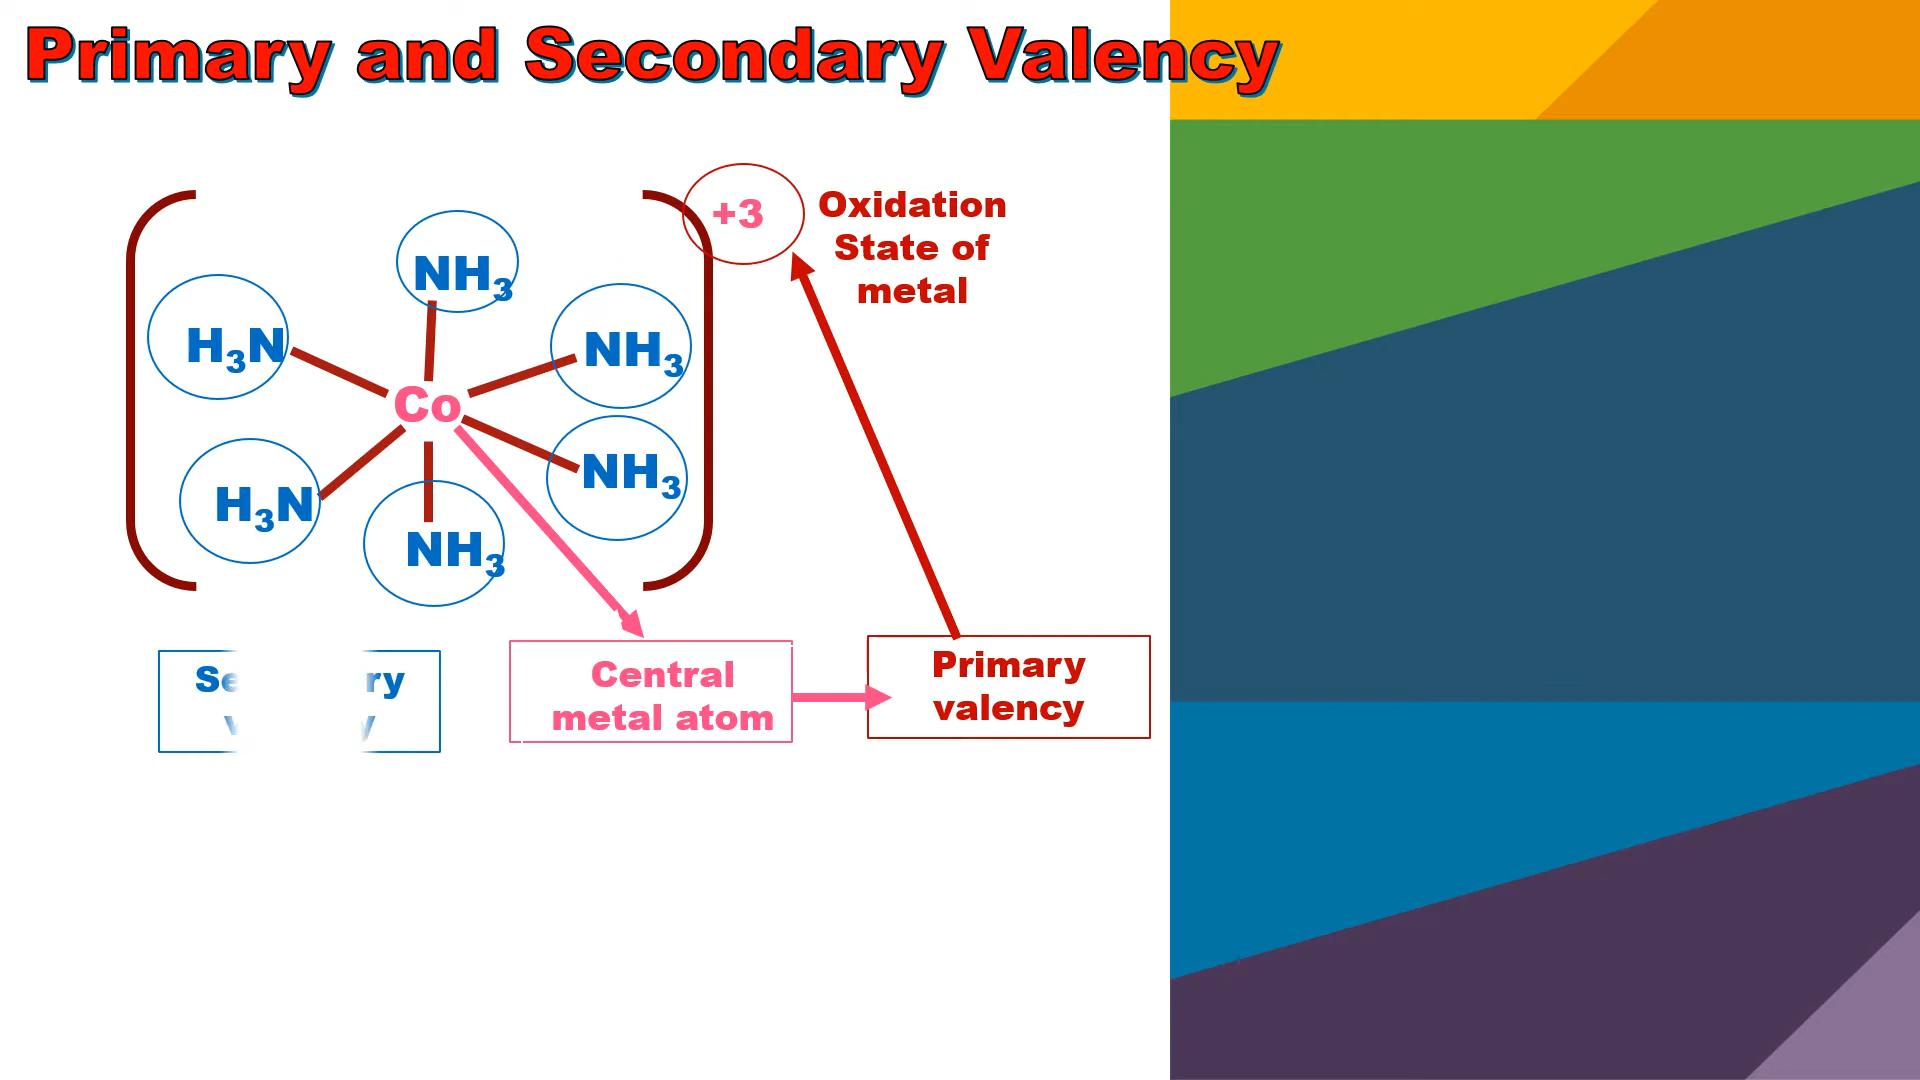 Primary and Secondary Valency
+3
Oxidation
State of
metal
NH3
H3N
NH3
Co
NH3
H3N
NH3
Central
metal atom
Primary
valency